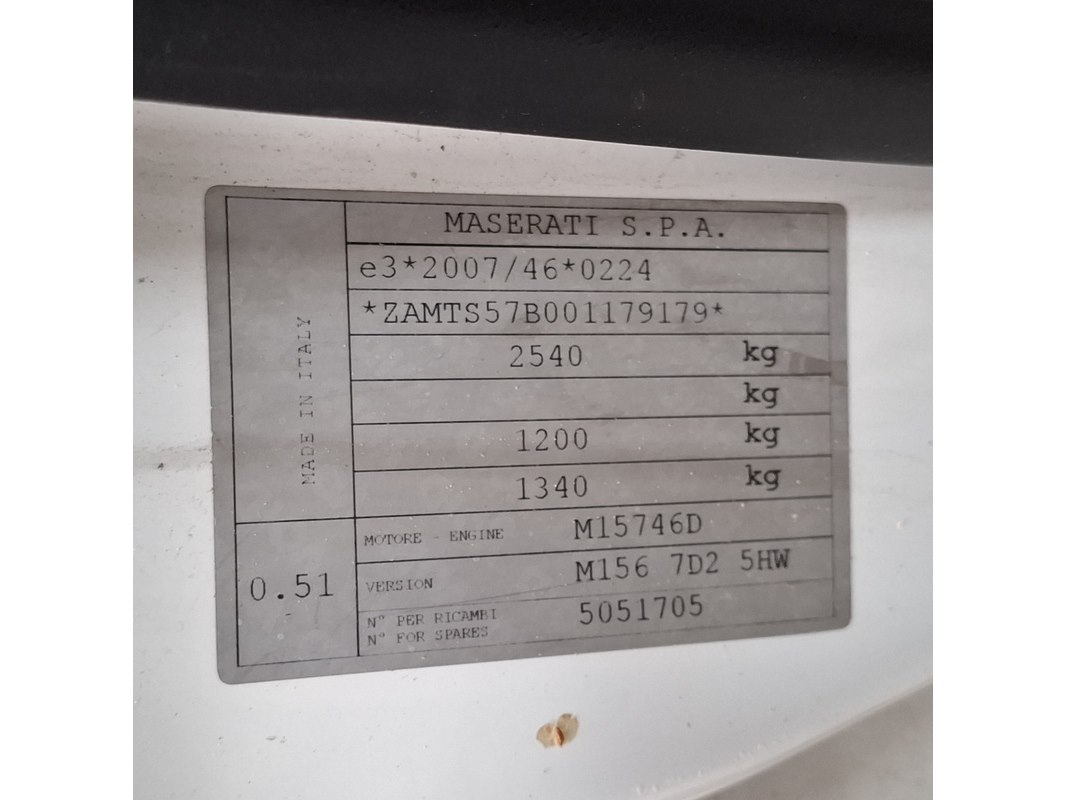 MASERATI S.P.A.
e3*2007/46*0224
*ZAMTS57B001179179*
2540 kg
kg
1200 kg
1340 kg
MADE IN ITALY
0.51
MOTORE - ENGINE M15746D
VERSION M156 7D2 5HW
N° PER RICAMBI
N° FOR SPARES 5051705